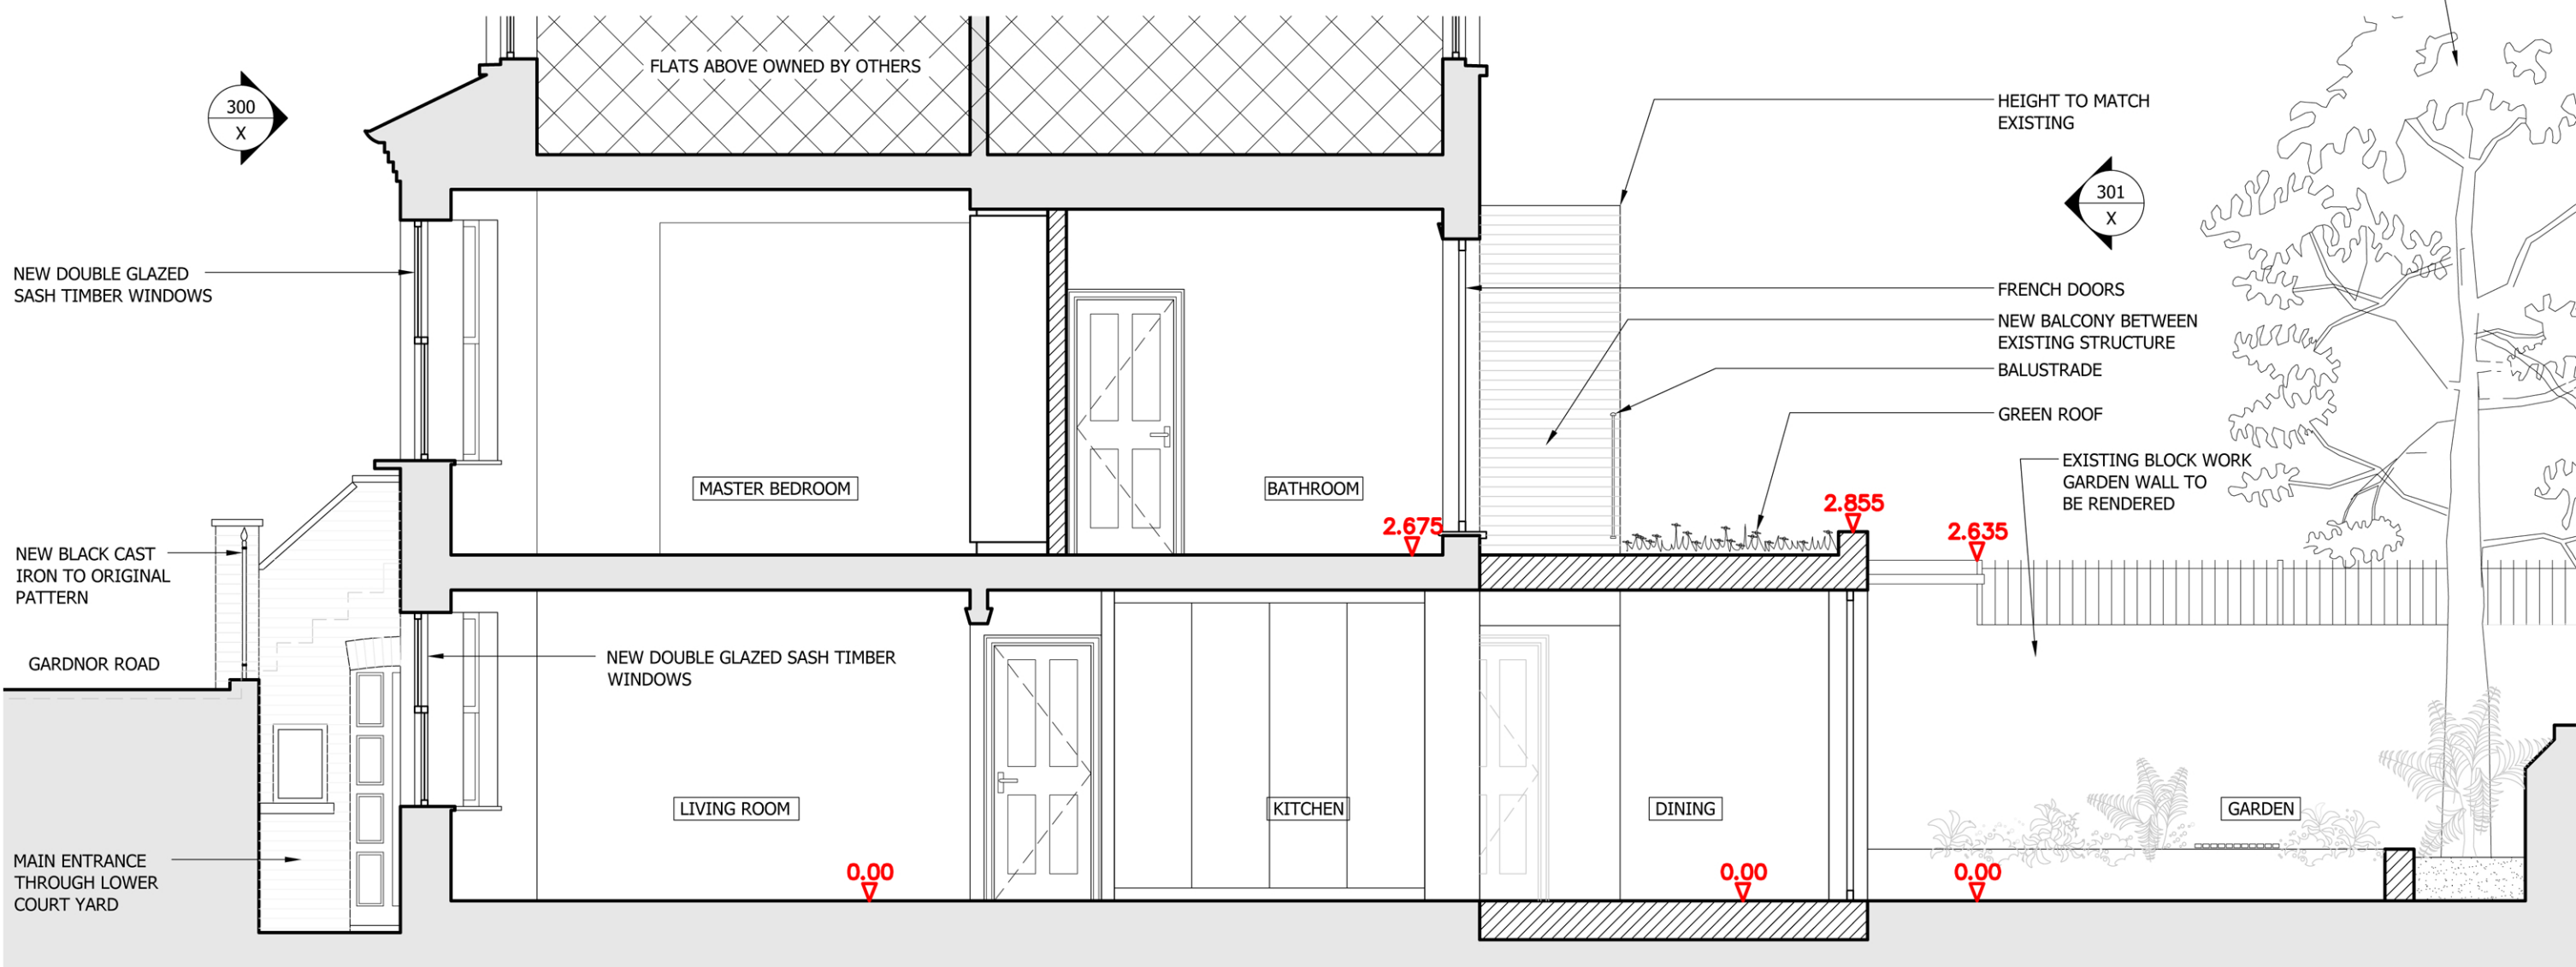 FLATS ABOVE OWNED BY OTHERS
300
X
HEIGHT TO MATCH
EXISTING
301
X
NEW DOUBLE GLAZED
SASH TIMBER WINDOWS
FRENCH DOORS
NEW BALCONY BETWEEN
EXISTING STRUCTURE
BALUSTRADE
GREEN ROOF
EXISTING BLOCK WORK
GARDEN WALL TO
BE RENDERED
MASTER BEDROOM
BATHROOM
2.675
2.855
2.635
NEW BLACK CAST
IRON TO ORIGINAL
PATTERN
GARDNOR ROAD
NEW DOUBLE GLAZED SASH TIMBER
WINDOWS
LIVING ROOM
KITCHEN
DINING
GARDEN
MAIN ENTRANCE
THROUGH LOWER
COURT YARD
0.00
0.00
0.00